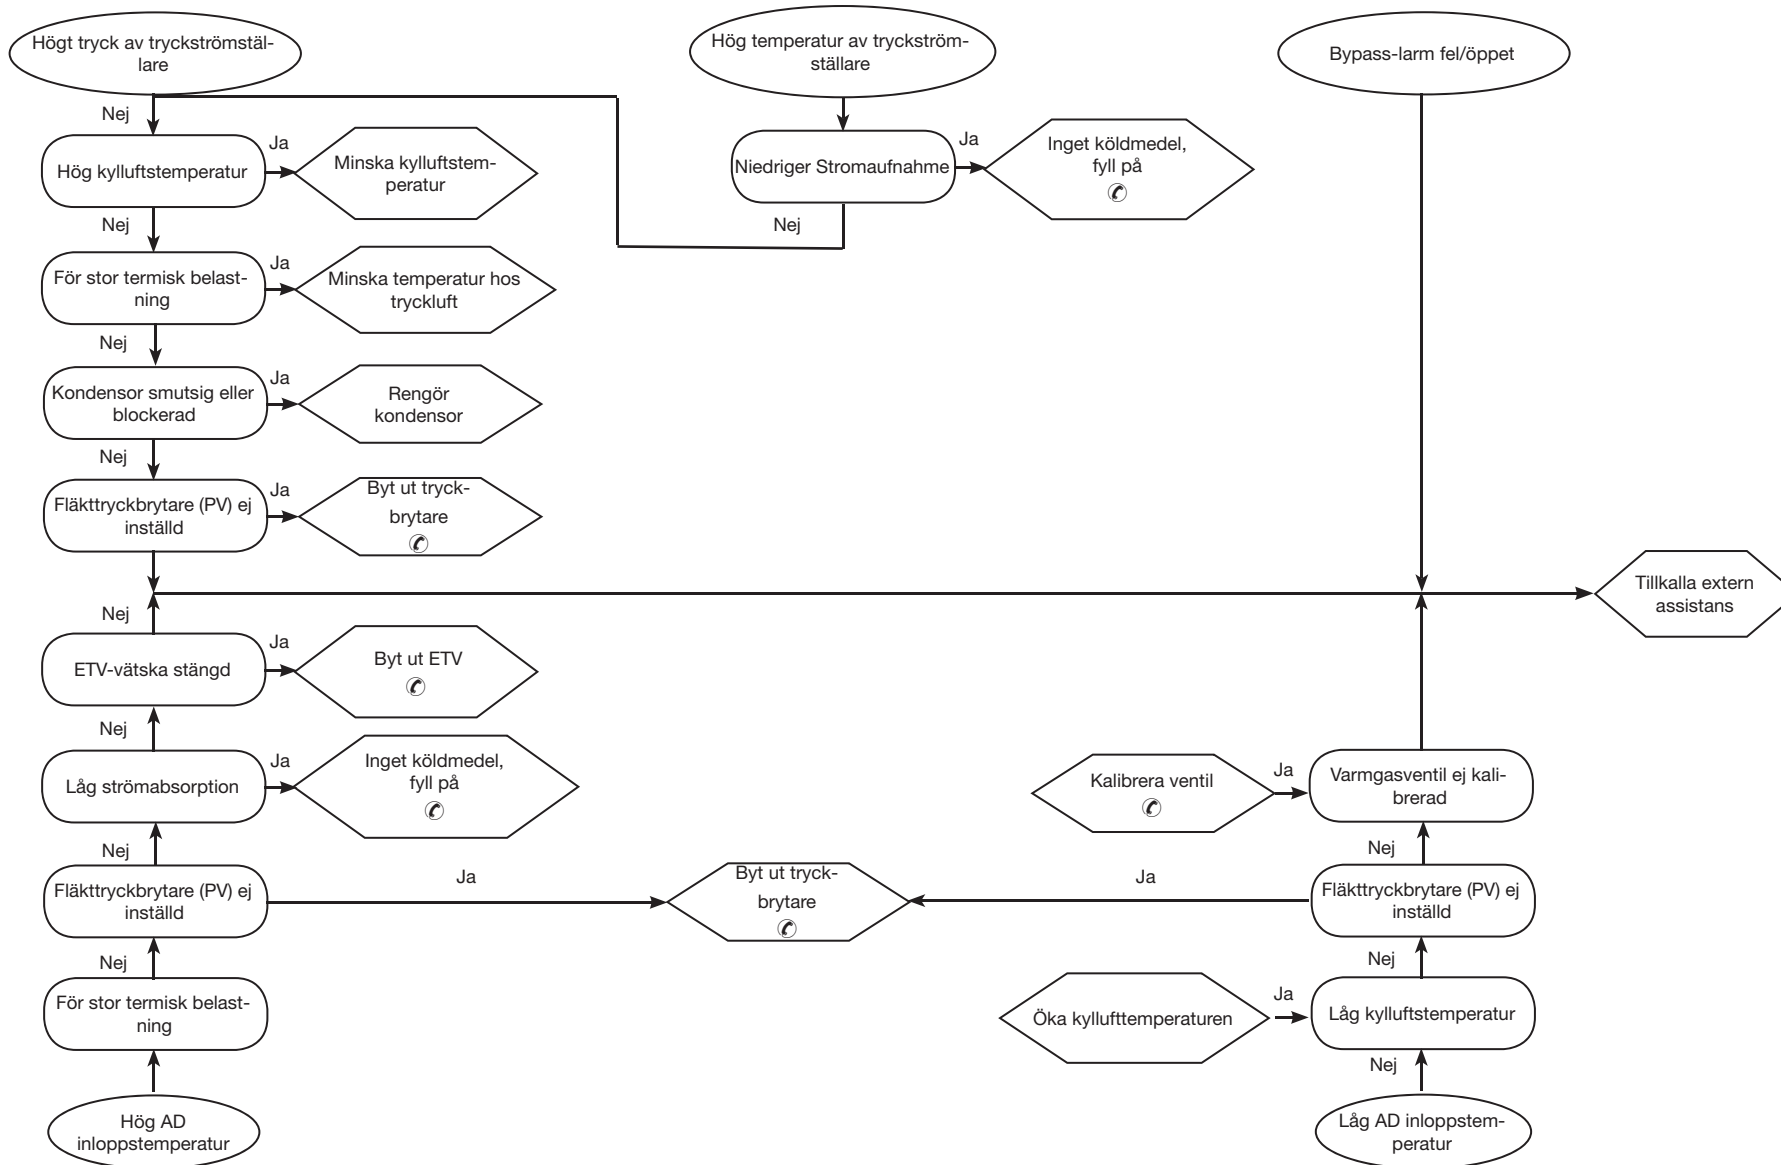 Högt tryck av tryckströmstäl-
lare
Hög temperatur av tryckström-
ställare
Bypass-larm fel/öppet
Nej
Hög kylluftstemperatur
Ja
Minska kylluftstem-
peratur
Niedriger Stromaufnahme
Ja
Inget köldmedel,
fyll på
Nej
Nej
För stor termisk belast-
ning
Ja
Minska temperatur hos
tryckluft
Nej
Kondensor smutsig eller
blockerad
Ja
Rengör
kondensor
Nej
Fläkttryckbrytare (PV) ej
inställd
Ja
Byt ut tryck-
brytare
Tillkalla extern
assistans
Nej
ETV-vätska stängd
Ja
Byt ut ETV
Nej
Låg strömabsorption
Ja
Inget köldmedel,
fyll på
Kalibrera ventil
Ja
Varmgasventil ej kali-
brerad
Nej
Nej
Fläkttryckbrytare (PV) ej
inställd
Ja
Byt ut tryck-
brytare
Ja
Fläkttryckbrytare (PV) ej
inställd
Nej
Nej
För stor termisk belast-
ning
Öka kyllufttemperaturen
Ja
Låg kylluftstemperatur
Nej
Hög AD
inloppstemperatur
Låg AD inloppstem-
peratur